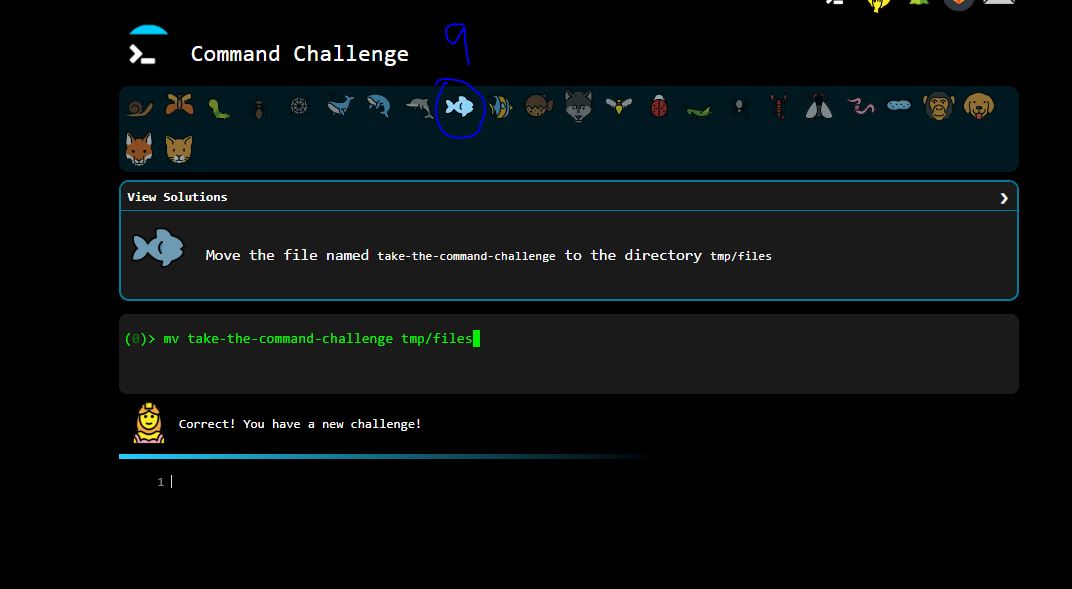 9
Command Challenge
View Solutions
Move the file named take-the-command-challenge to the directory tmp/files
(0)> mv take-the-command-challenge tmp/files
Correct! You have a new challenge!
1